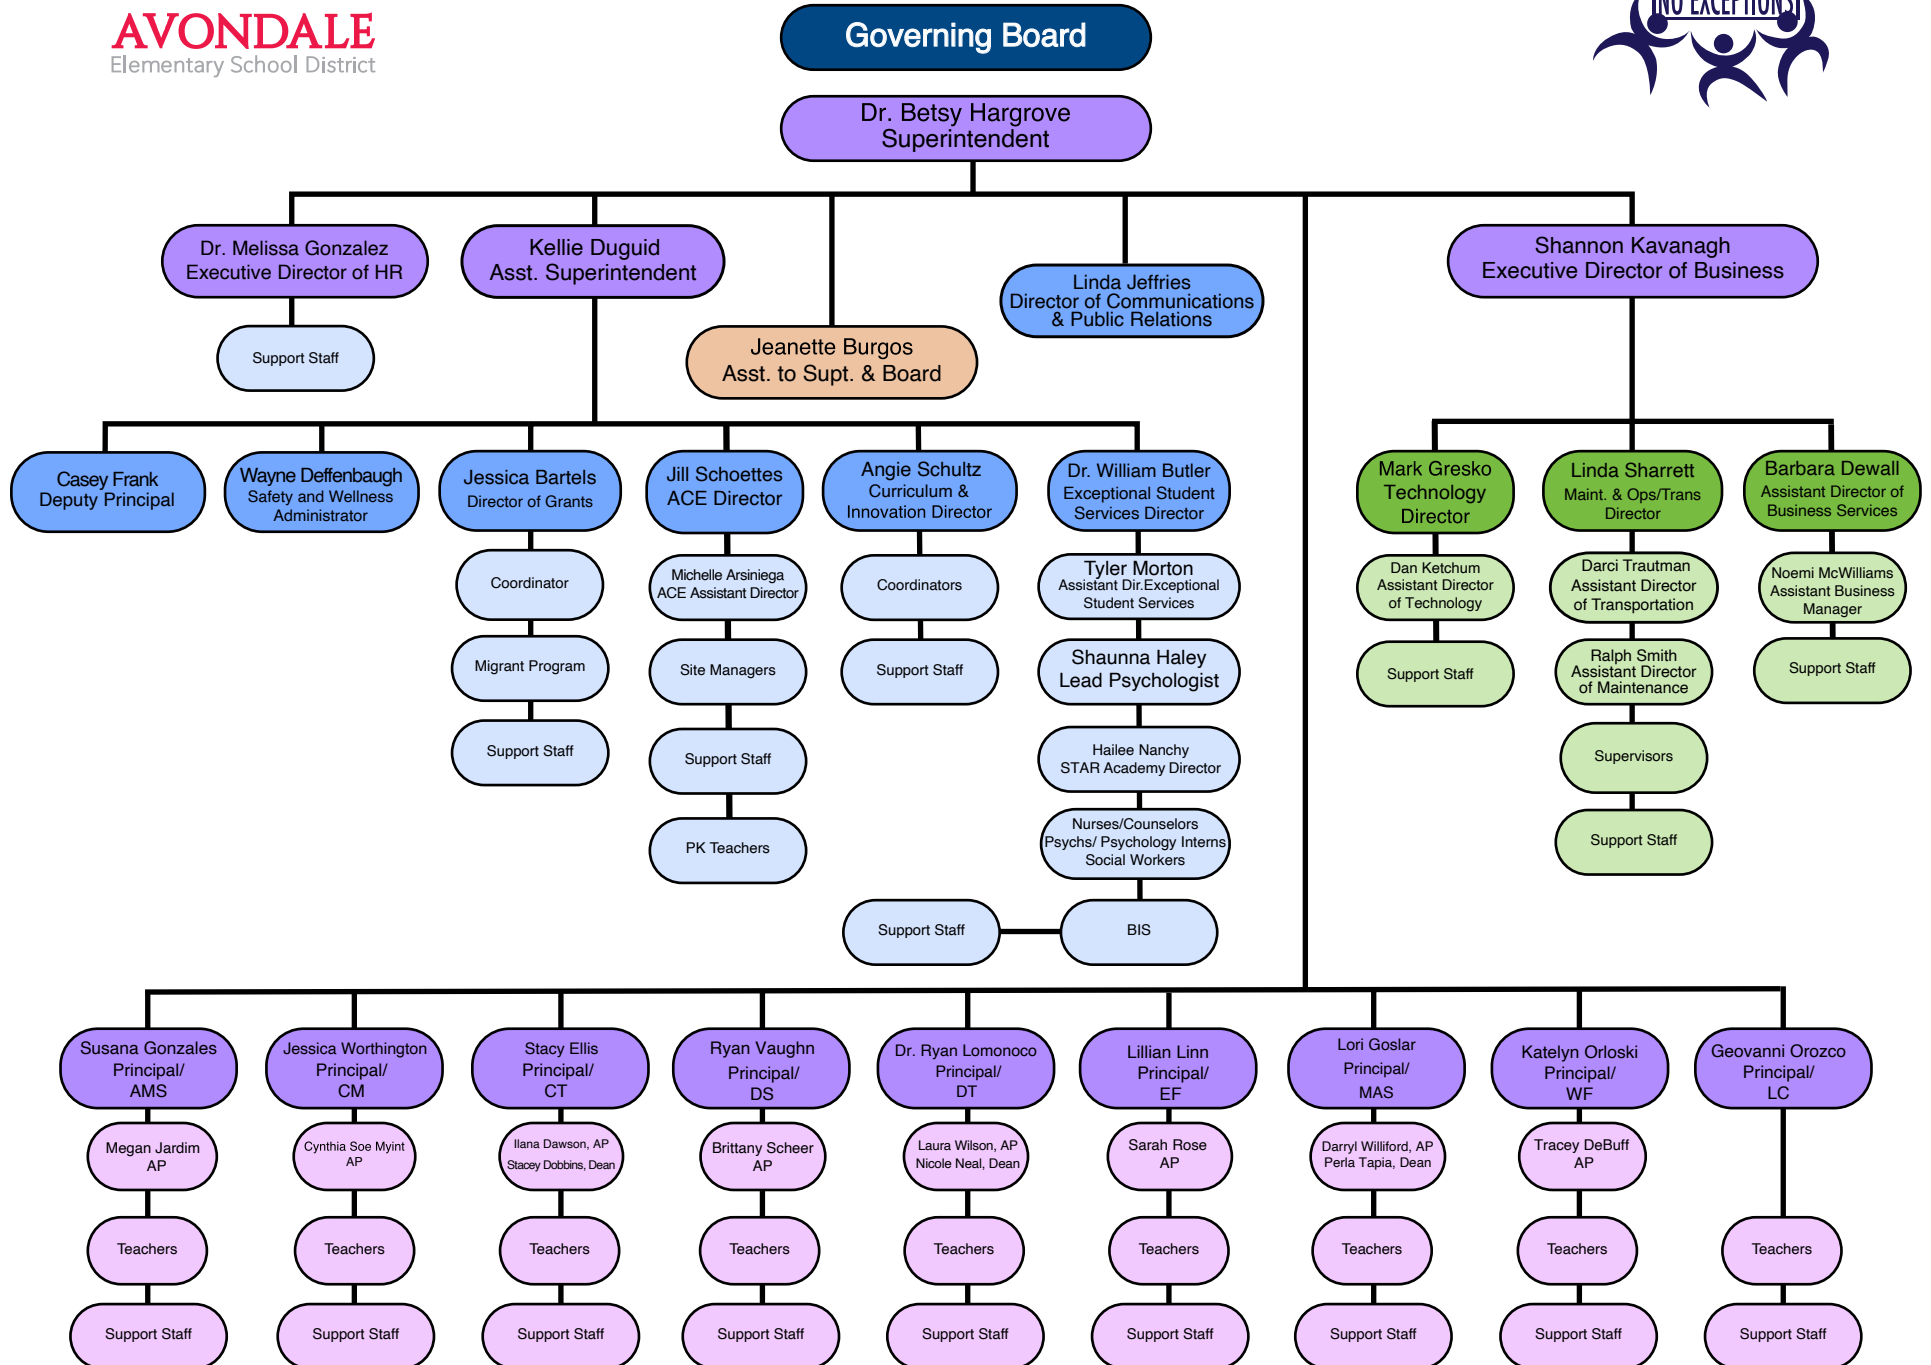 AVONDALE
Elementary School District
Governing Board
NO EXCEPTIONS
Dr. Betsy Hargrove
Superintendent
Dr. Melissa Gonzalez
Executive Director of HR
Kellie Duguid
Asst. Superintendent
Shannon Kavanagh
Executive Director of Business
Linda Jeffries
Director of Communications
& Public Relations
Support Staff
Jeanette Burgos
Asst. to Supt. & Board
Casey Frank
Deputy Principal
Wayne Deffenbaugh
Safety and Wellness
Administrator
Jessica Bartels
Director of Grants
Jill Schoettes
ACE Director
Angie Schultz
Curriculum &
Innovation Director
Dr. William Butler
Exceptional Student
Services Director
Mark Gresko
Technology
Director
Linda Sharrett
Maint. & Ops/Trans
Director
Barbara Dewall
Assistant Director of
Business Services
Coordinator
Michelle Arsiniega
ACE Assistant Director
Coordinators
Tyler Morton
Assistant Dir.Exceptional
Student Services
Dan Ketchum
Assistant Director
of Technology
Darci Trautman
Assistant Director
of Transportation
Noemi McWilliams
Assistant Business
Manager
Migrant Program
Site Managers
Support Staff
Shaunna Haley
Lead Psychologist
Support Staff
Ralph Smith
Assistant Director
of Maintenance
Support Staff
Support Staff
Support Staff
Hailee Nanchy
STAR Academy Director
Supervisors
PK Teachers
Nurses/Counselors
Psychs/ Psychology Interns
Social Workers
Support Staff
Support Staff
BIS
Susana Gonzales
Principal/
AMS
Jessica Worthington
Principal/
CM
Stacy Ellis
Principal/
CT
Ryan Vaughn
Principal/
DS
Dr. Ryan Lomonoco
Principal/
DT
Lillian Linn
Principal/
EF
Lori Goslar
Principal/
MAS
Katelyn Orloski
Principal/
WF
Geovanni Orozco
Principal/
LC
Megan Jardim
AP
Cynthia Soe Myint
AP
Ilana Dawson, AP
Stacey Dobbins, Dean
Brittany Scheer
AP
Laura Wilson, AP
Nicole Neal, Dean
Sarah Rose
AP
Darryl Williford, AP
Perla Tapia, Dean
Tracey DeBuff
AP
Teachers
Teachers
Teachers
Teachers
Teachers
Teachers
Teachers
Teachers
Teachers
Support Staff
Support Staff
Support Staff
Support Staff
Support Staff
Support Staff
Support Staff
Support Staff
Support Staff